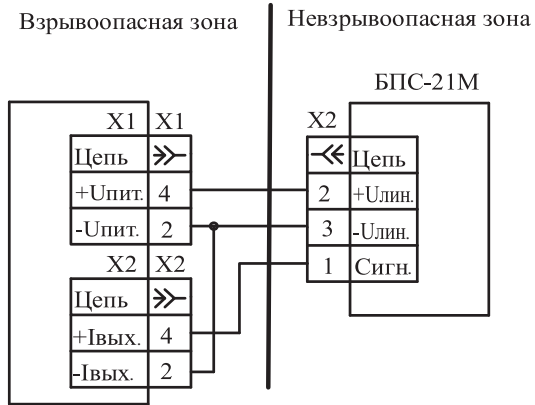 Взрывоопасная зона
Невзрывоопасная зона
БПС-21М
X1 X1
Цепь
+Uпит. 4
-Uпит. 2
X2 X2
Цепь
+Iвых. 4
-Iвых. 2
X2
Цепь
2 +Uлин.
3 -Uлин.
1 Сигн.